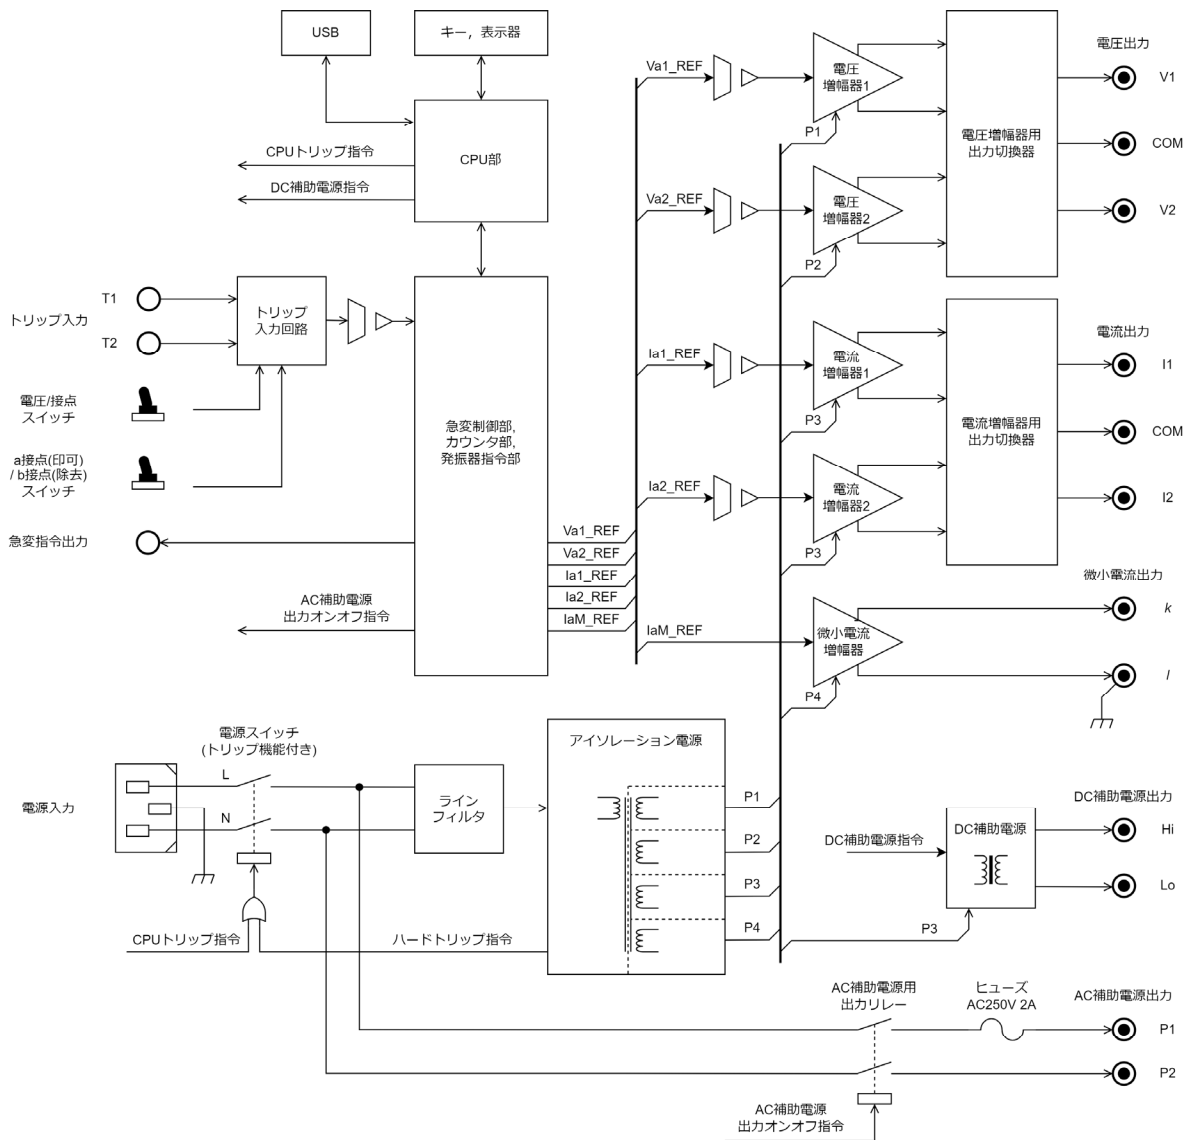 USB
キー，表示器
CPU部
CPUトリップ指令
DC補助電源指令
トリップ入力
T1
T2
トリップ
入力回路
電圧/接点
スイッチ
a接点(印可)
/ b接点(除去)
スイッチ
急変指令出力
急変制御部,
カウンタ部,
発振器指令部
AC補助電源
出力オンオフ指令
Va1_REF
Va2_REF
Ia1_REF
Ia2_REF
IaM_REF
Va1_REF
Va2_REF
Ia1_REF
Ia2_REF
IaM_REF
電圧
増幅器1
P1
電圧
増幅器2
P2
電流
増幅器1
P3
電流
増幅器2
P3
微小電流
増幅器
P4
電圧増幅器用
出力切換器
電流増幅器用
出力切換器
電圧出力
V1
COM
V2
電流出力
I1
COM
I2
微小電流出力
k
l
電源入力
電源スイッチ
(トリップ機能付き)
L
N
ライン
フィルタ
アイソレーション電源
P1
P2
P3
P4
CPUトリップ指令
ハードトリップ指令
DC補助電源指令
DC補助電源
P3
DC補助電源出力
Hi
Lo
AC補助電源用
出力リレー
ヒューズ
AC250V 2A
AC補助電源出力
P1
P2
AC補助電源
出力オンオフ指令